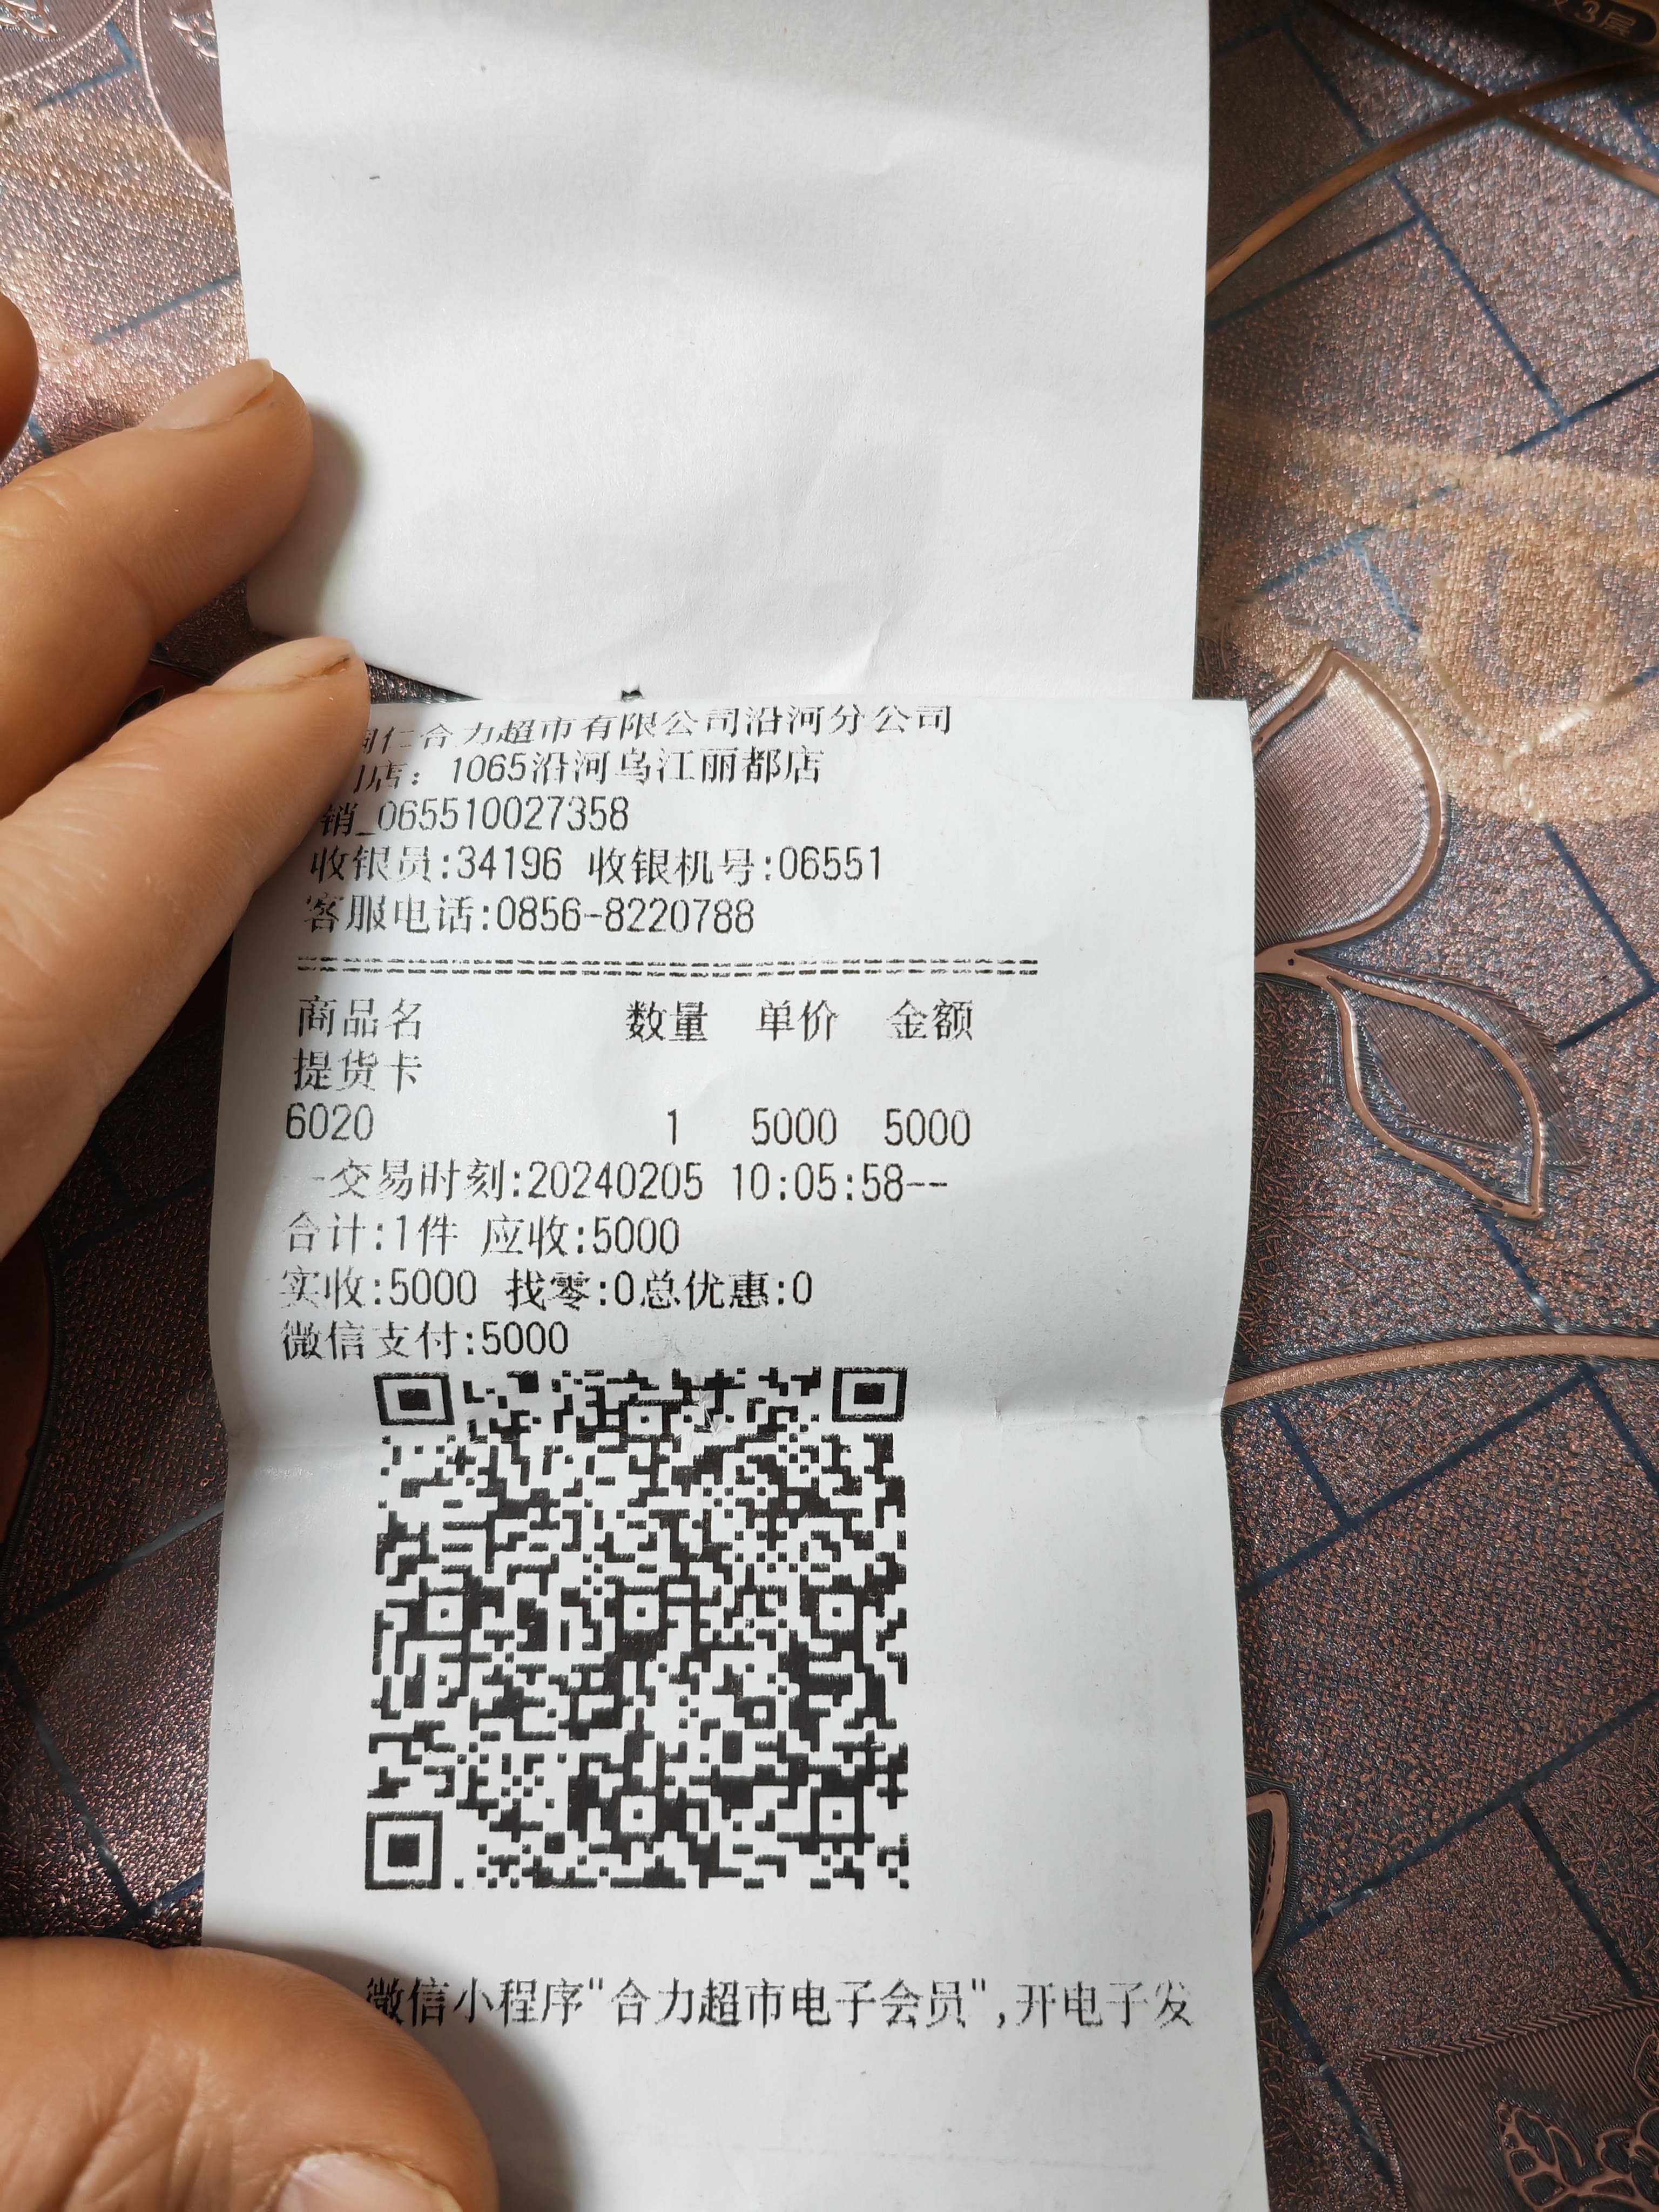 ×3层
铜仁合力超市有限公司沿河分公司
门店：1065沿河乌江丽都店
销_065510027358
收银员:34196 收银机号:06551
客服电话:0856-8220788
商品名 数量 单价 金额
提货卡
6020 1 5000 5000
--交易时刻:20240205 10:05:58--
合计:1件 应收:5000
实收:5000 找零:0总优惠:0
微信支付:5000
微信小程序"合力超市电子会员",开电子发